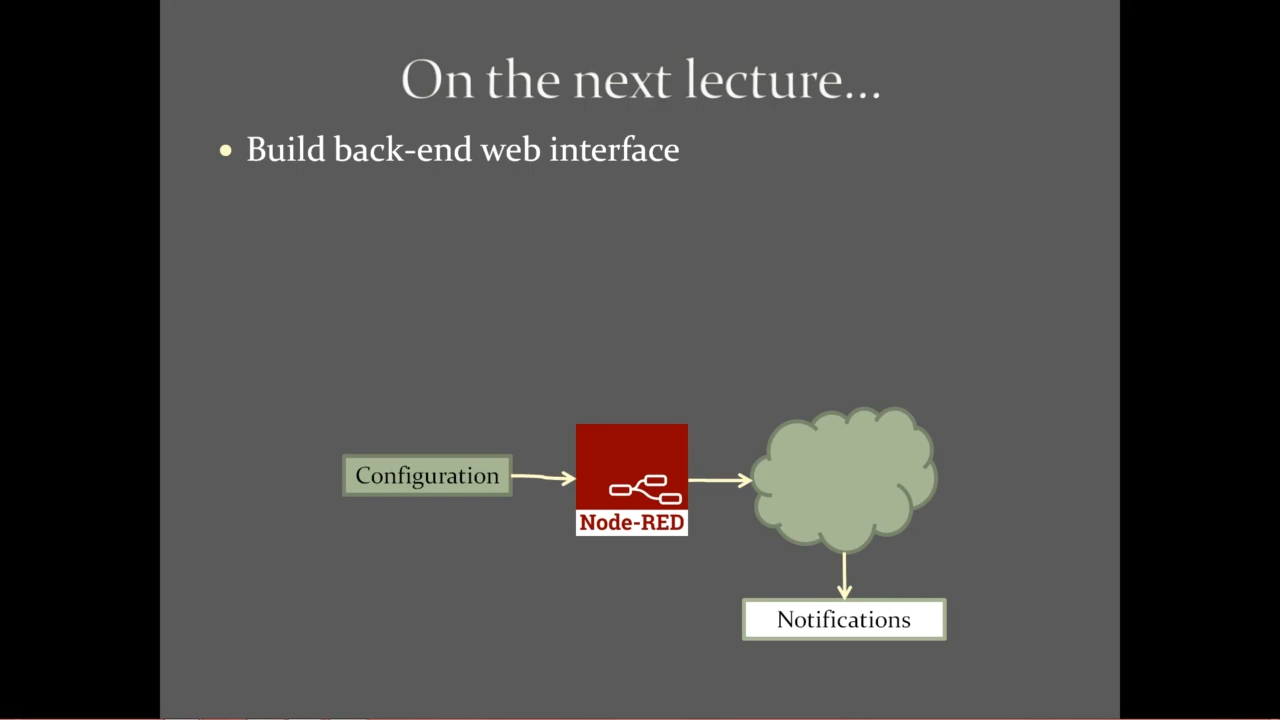 On the next lecture...
Build back-end web interface
Configuration
Node-RED
Notifications